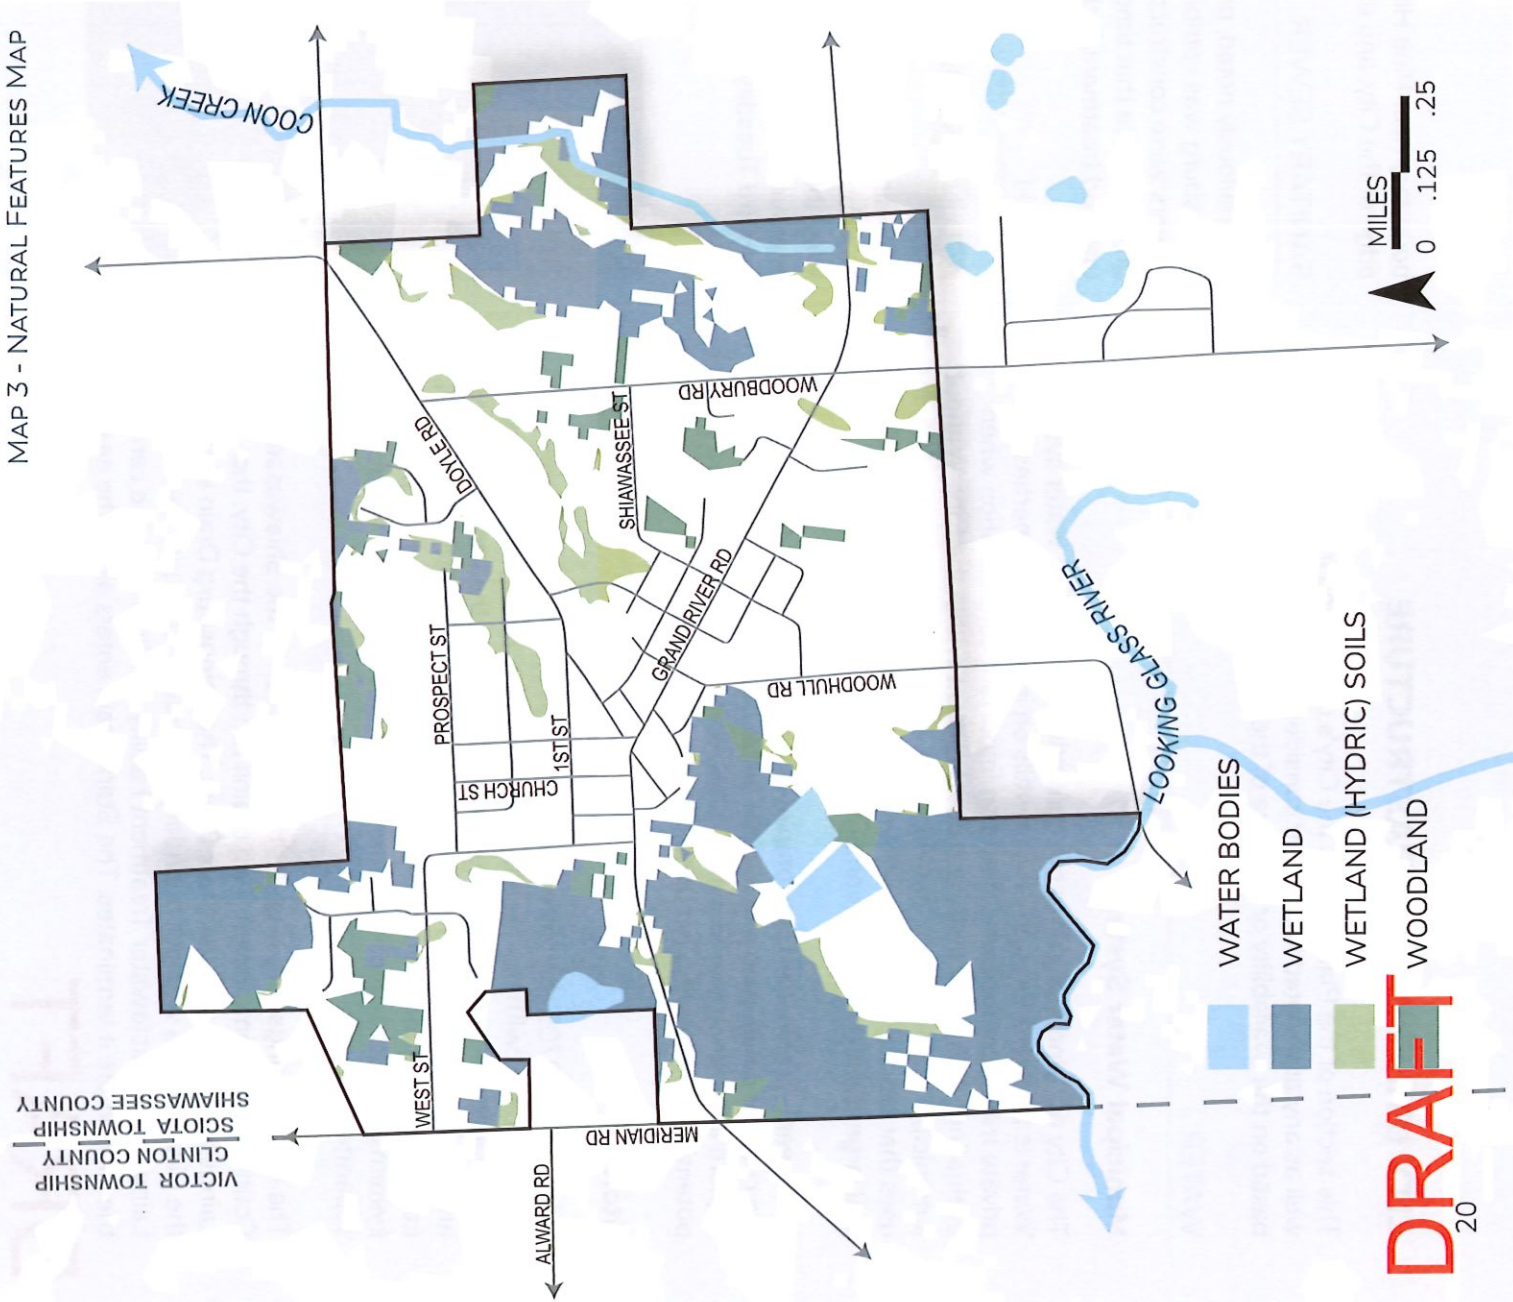 MAP 3 - NATURAL FEATURES MAP
COON CREEK
DOYLE RD
WOODBURY RD
SHIAWASSEE ST
PROSPECT ST
1ST ST
CHURCH ST
GRAND RIVER RD
WOODHULL RD
WEST ST
MERIDIAN RD
ALWARD RD
SHIAWASSEE COUNTY
SCIOTA TOWNSHIP
CLINTON COUNTY
VICTOR TOWNSHIP
LOOKING GLASS RIVER
MILES
0 .125 .25
WATER BODIES
WETLAND
WETLAND (HYDRIC) SOILS
WOODLAND
DRAFT
20